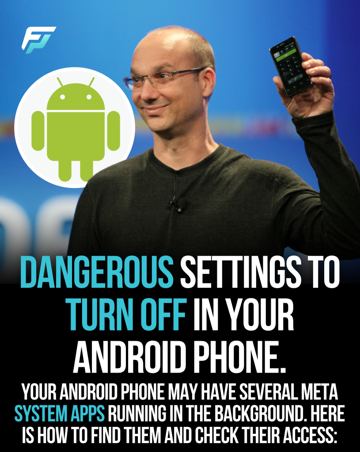 DANGEROUS SETTINGS TO
TURN OFF IN YOUR
ANDROID PHONE.
YOUR ANDROID PHONE MAY HAVE SEVERAL META
SYSTEM APPS RUNNING IN THE BACKGROUND. HERE
IS HOW TO FIND THEM AND CHECK THEIR ACCESS: